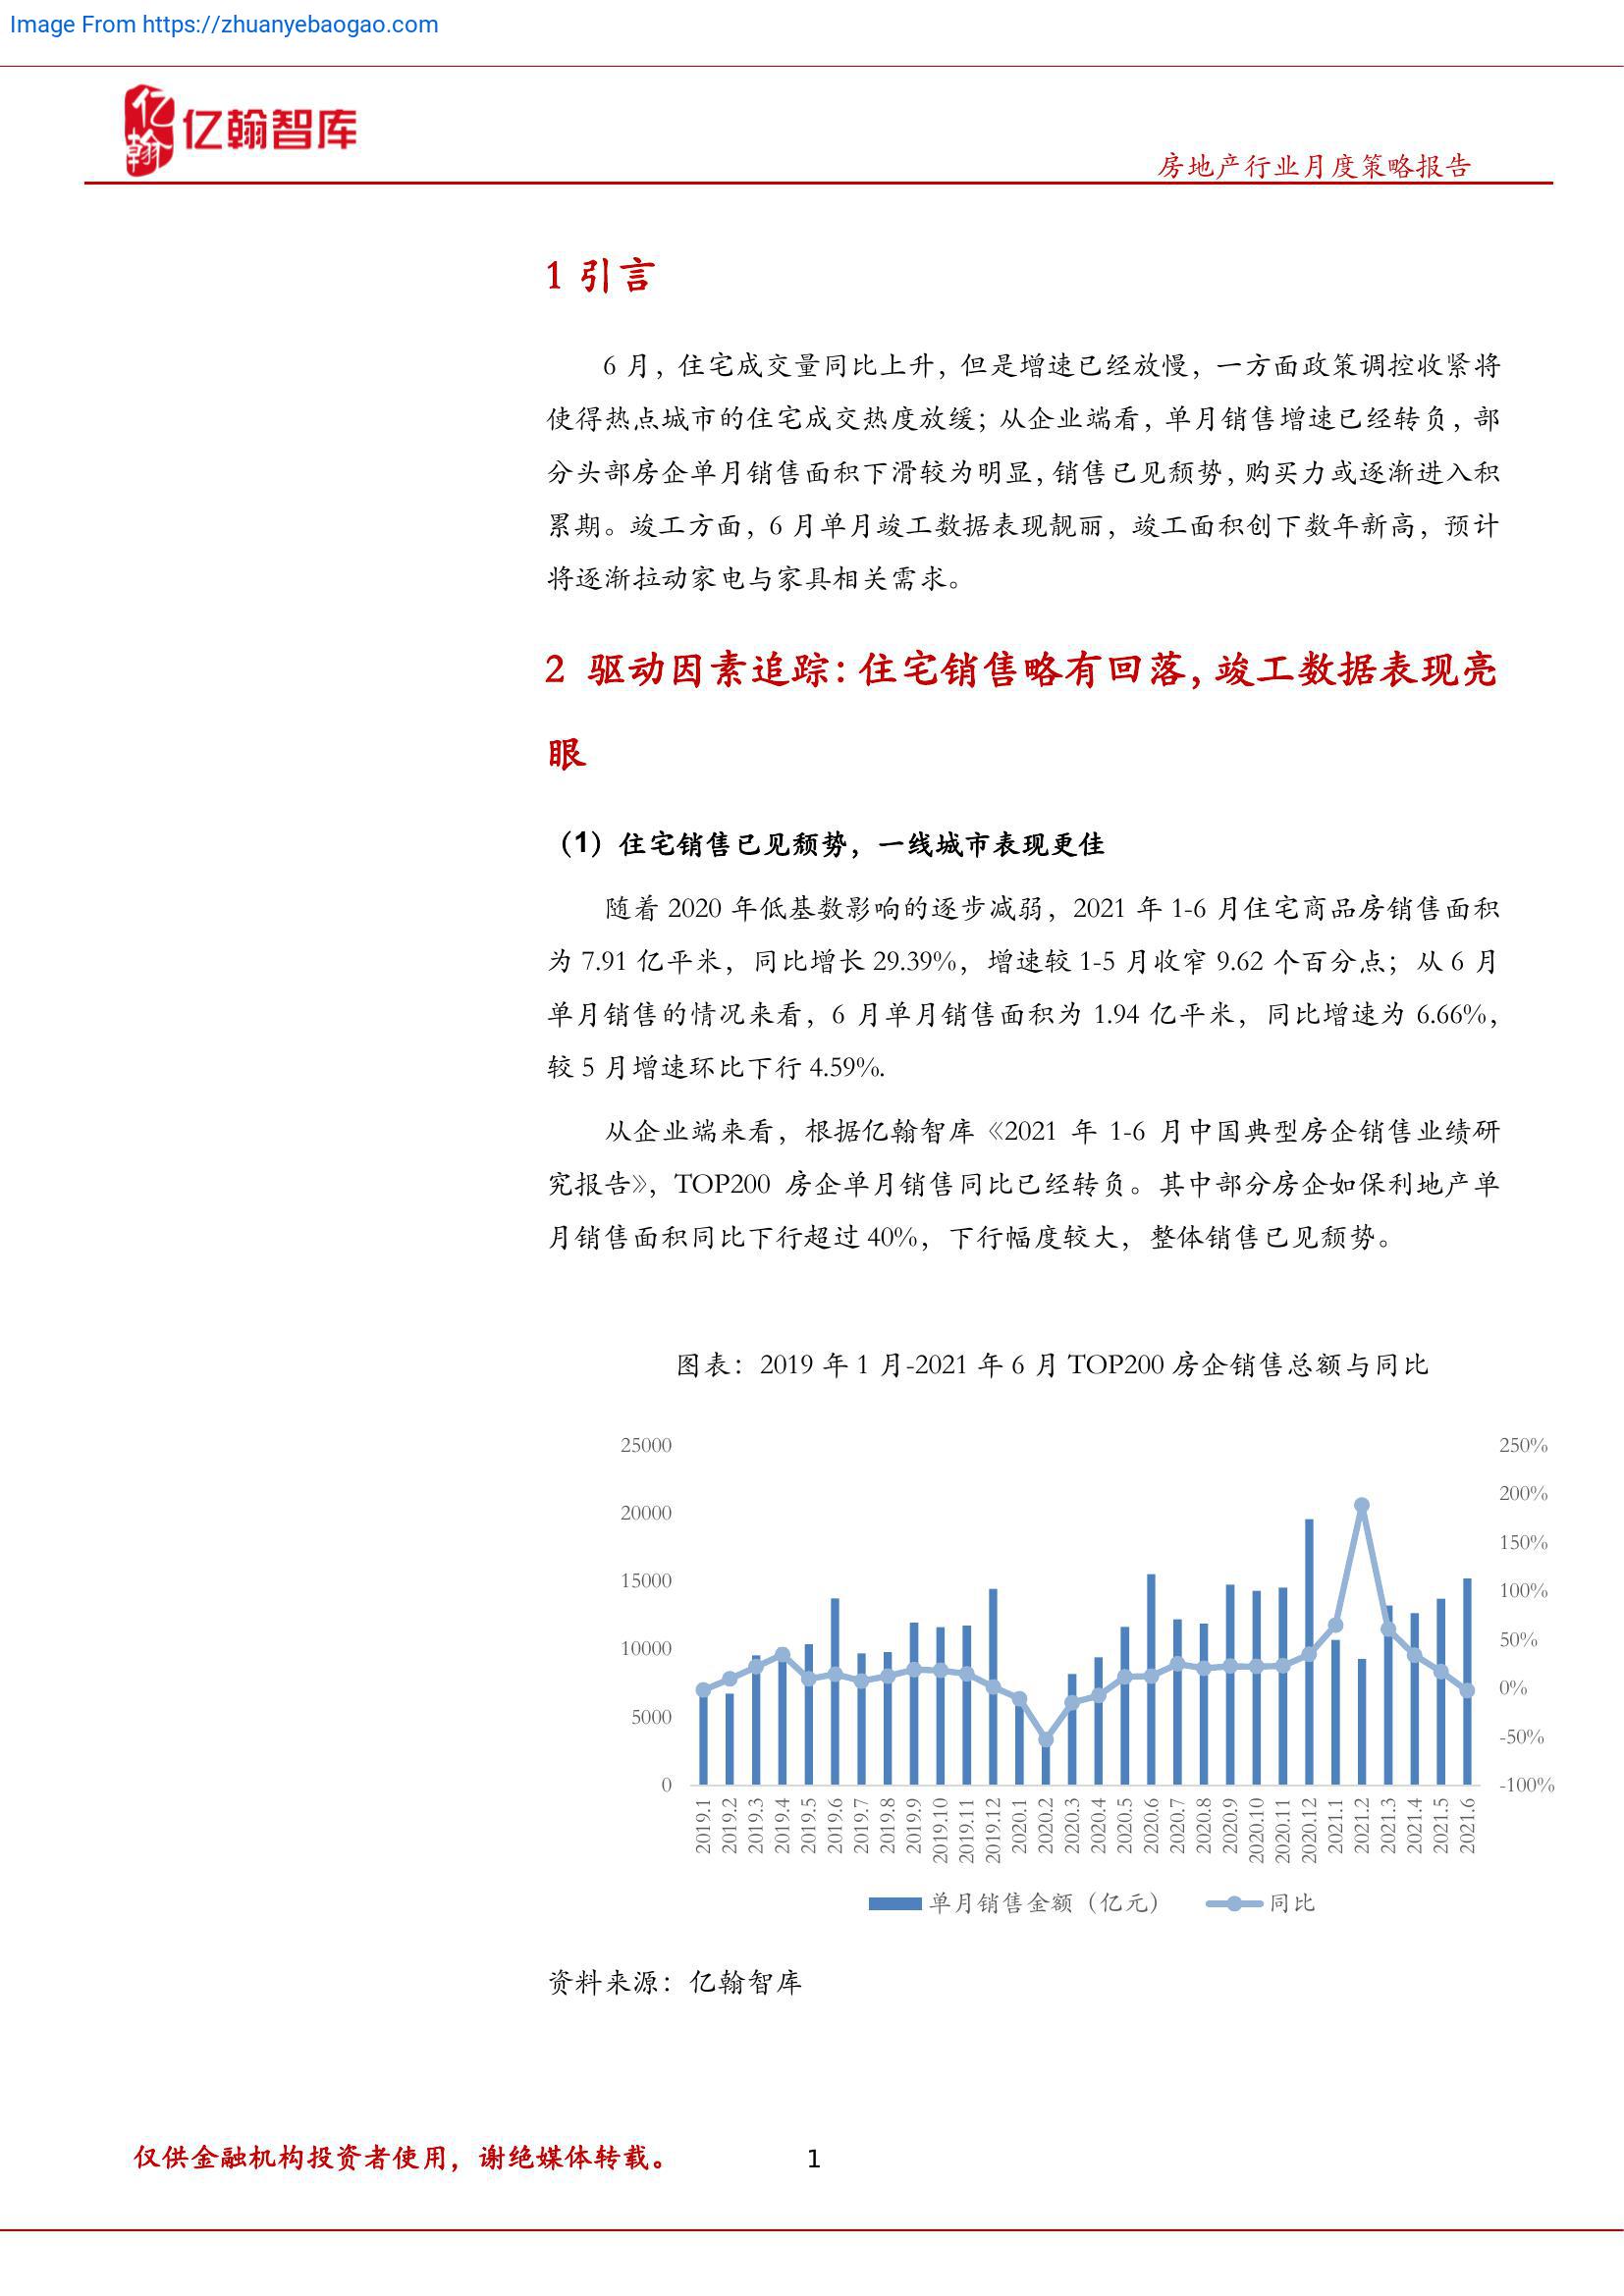 Image From https://zhuanyebaogao.com
亿翰
亿翰智库
房地产行业月度策略报告
1 引言
6 月，住宅成交量同比上升，但是增速已经放慢，一方面政策调控收紧将
使得热点城市的住宅成交热度放缓；从企业端看，单月销售增速已经转负，部
分头部房企单月销售面积下滑较为明显，销售已见颓势，购买力或逐渐进入积
累期。竣工方面，6 月单月竣工数据表现靓丽，竣工面积创下数年新高，预计
将逐渐拉动家电与家具相关需求。
2 驱动因素追踪：住宅销售略有回落，竣工数据表现亮
眼
（1）住宅销售已见颓势，一线城市表现更佳
随着 2020 年低基数影响的逐步减弱，2021 年 1-6 月住宅商品房销售面积
为 7.91 亿平米，同比增长 29.39%，增速较 1-5 月收窄 9.62 个百分点；从 6 月
单月销售的情况来看，6 月单月销售面积为 1.94 亿平米，同比增速为 6.66%，
较 5 月增速环比下行 4.59%.
从企业端来看，根据亿翰智库《2021 年 1-6 月中国典型房企销售业绩研
究报告》，TOP200 房企单月销售同比已经转负。其中部分房企如保利地产单
月销售面积同比下行超过 40%，下行幅度较大，整体销售已见颓势。
图表：2019 年 1 月-2021 年 6 月 TOP200 房企销售总额与同比
25000
20000
15000
10000
5000
0
250%
200%
150%
100%
50%
0%
-50%
-100%
2019.1
2019.2
2019.3
2019.4
2019.5
2019.6
2019.7
2019.8
2019.9
2019.10
2019.11
2019.12
2020.1
2020.2
2020.3
2020.4
2020.5
2020.6
2020.7
2020.8
2020.9
2020.10
2020.11
2020.12
2021.1
2021.2
2021.3
2021.4
2021.5
2021.6
单月销售金额（亿元） 同比
资料来源：亿翰智库
仅供金融机构投资者使用，谢绝媒体转载。 1